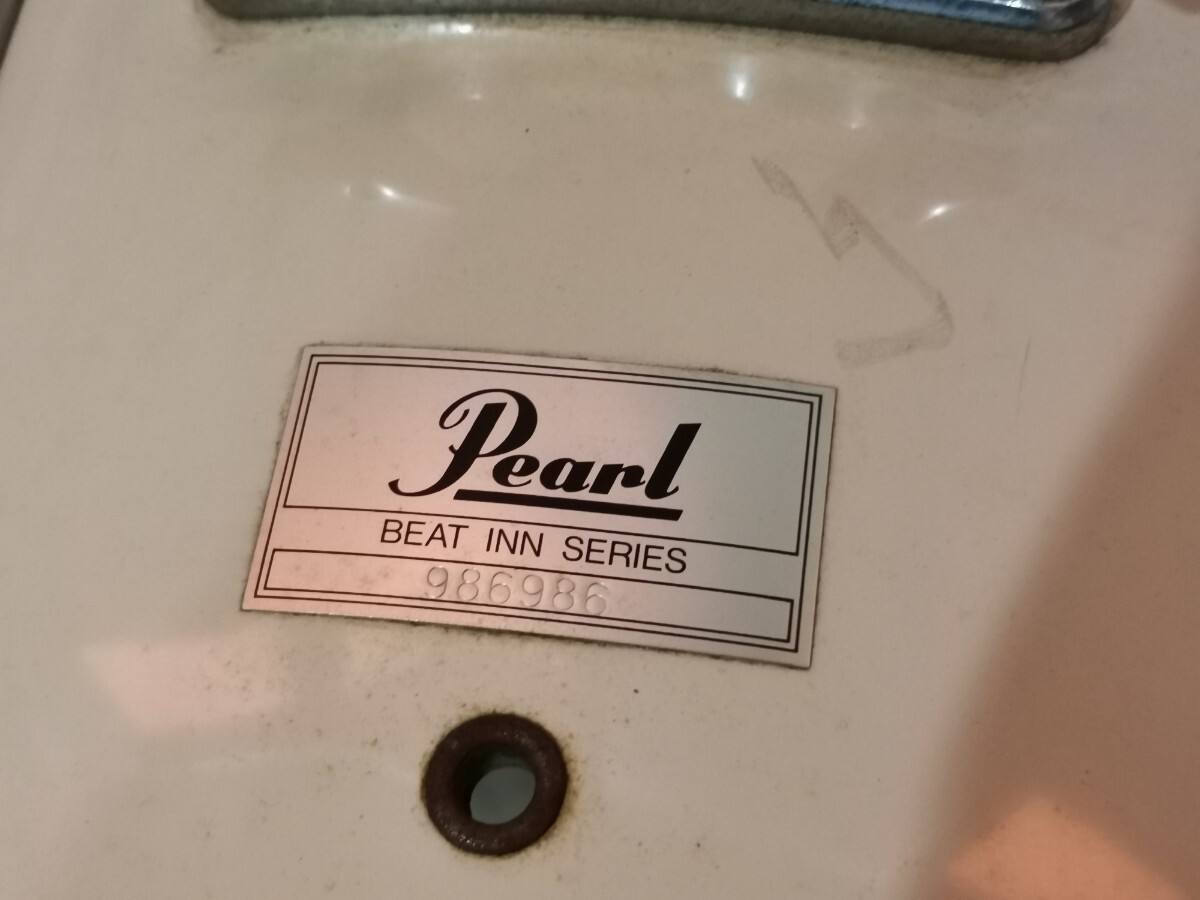 Pearl
BEAT INN SERIES
986986